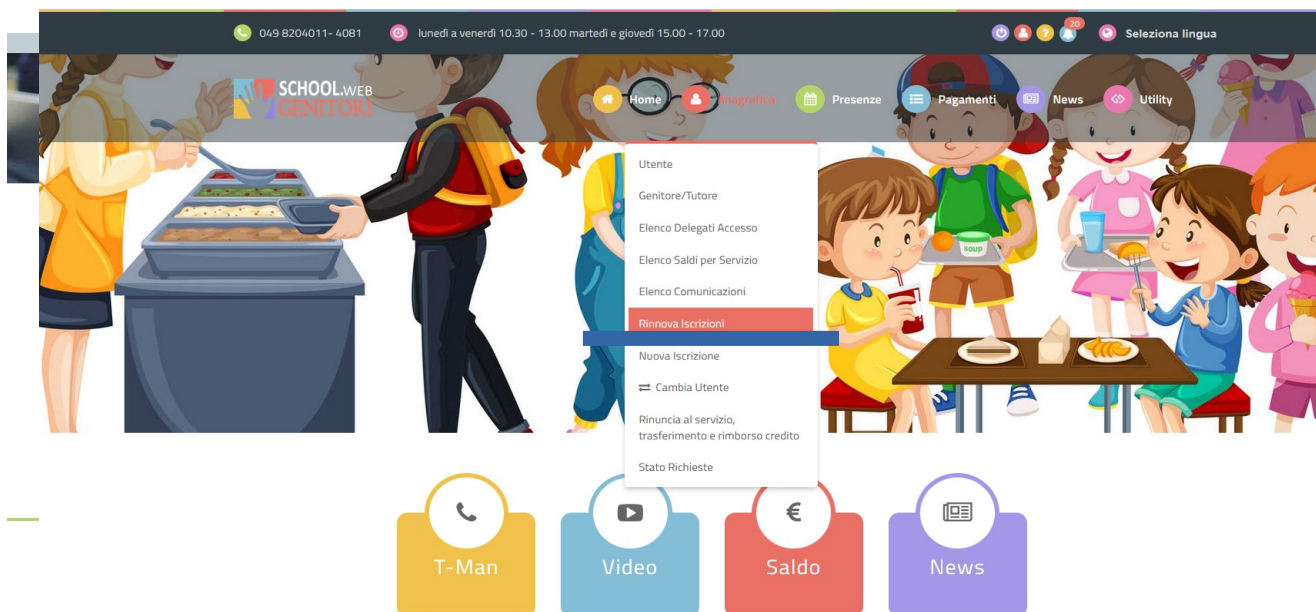 049 8204011- 4081
lunedì a venerdì 10.30 - 13.00 martedì e giovedì 15.00 - 17.00
20
Seleziona lingua
SCHOOL.WEB
GENITORI
Home
Anagrafica
Presenze
Pagamenti
News
Utility
Utente
Genitore/Tutore
Elenco Delegati Accesso
Elenco Saldi per Servizio
Elenco Comunicazioni
Rinnova Iscrizioni
Nuova Iscrizione
Cambia Utente
Rinuncia al servizio,
trasferimento e rimborso credito
Stato Richieste
soup
T-Man
Video
Saldo
News